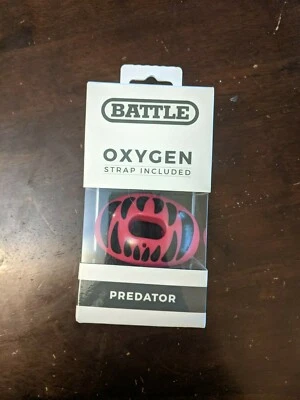 BATTLE
OXYGEN
STRAP INCLUDED
PREDATOR